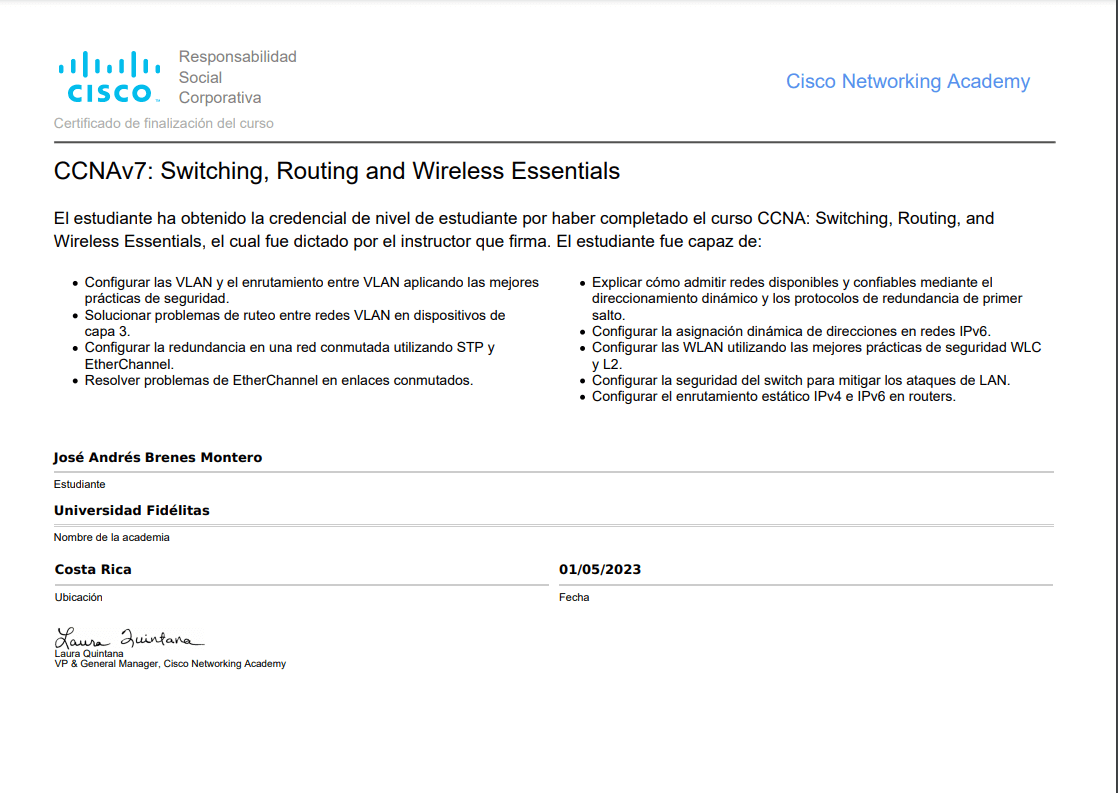 CISCO
Responsabilidad
Social
Corporativa
Cisco Networking Academy
Certificado de finalización del curso
CCNAv7: Switching, Routing and Wireless Essentials
El estudiante ha obtenido la credencial de nivel de estudiante por haber completado el curso CCNA: Switching, Routing, and
Wireless Essentials, el cual fue dictado por el instructor que firma. El estudiante fue capaz de:
• Configurar las VLAN y el enrutamiento entre VLAN aplicando las mejores
prácticas de seguridad.
• Solucionar problemas de ruteo entre redes VLAN en dispositivos de
capa 3.
• Configurar la redundancia en una red conmutada utilizando STP y
EtherChannel.
• Resolver problemas de EtherChannel en enlaces conmutados.
• Explicar cómo admitir redes disponibles y confiables mediante el
direccionamiento dinámico y los protocolos de redundancia de primer
salto.
• Configurar la asignación dinámica de direcciones en redes IPv6.
• Configurar las WLAN utilizando las mejores prácticas de seguridad WLC
y L2.
• Configurar la seguridad del switch para mitigar los ataques de LAN.
• Configurar el enrutamiento estático IPv4 e IPv6 en routers.
José Andrés Brenes Montero
Estudiante
Universidad Fidélitas
Nombre de la academia
Costa Rica
Ubicación
01/05/2023
Fecha
Laura Quintana
Laura Quintana
VP & General Manager, Cisco Networking Academy